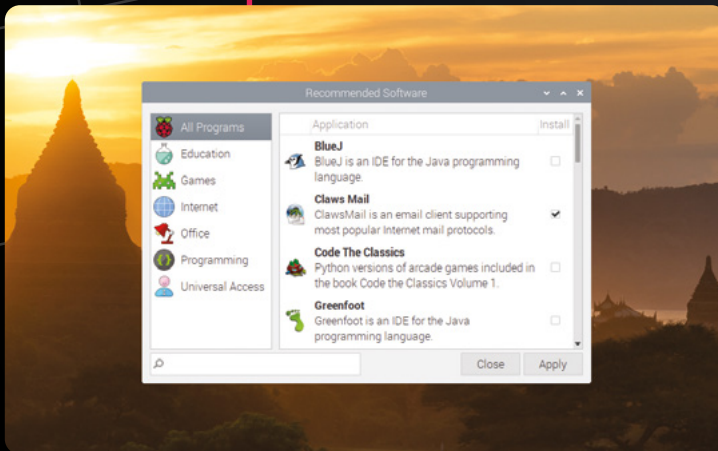 Recommended Software
All Programs
Education
Games
Internet
Office
Programming
Universal Access
Application Install
BlueJ
BlueJ is an IDE for the Java programming
language.
Claws Mail
ClawsMail is an email client supporting
most popular Internet mail protocols.
Code The Classics
Python versions of arcade games included in
the book Code the Classics Volume 1.
Greenfoot
Greenfoot is an IDE for the Java
programming language.
Close Apply